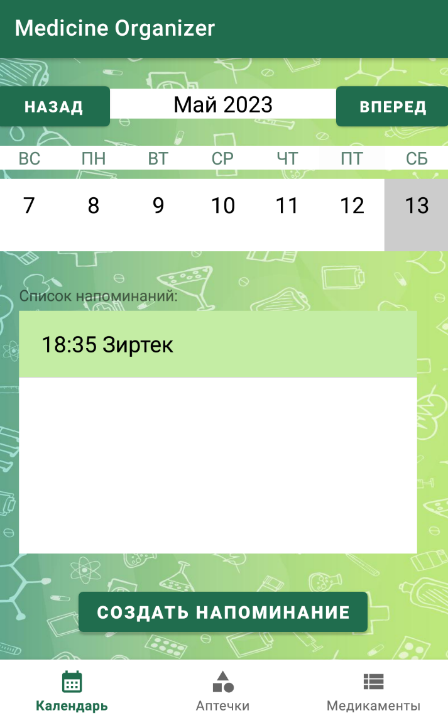 Medicine Organizer
НАЗАД Май 2023 ВПЕРЕД
ВС ПН ВТ СР ЧТ ПТ СБ
7 8 9 10 11 12 13
Список напоминаний:
18:35 Зиртек
СОЗДАТЬ НАПОМИНАНИЕ
Календарь Аптечки Медикаменты